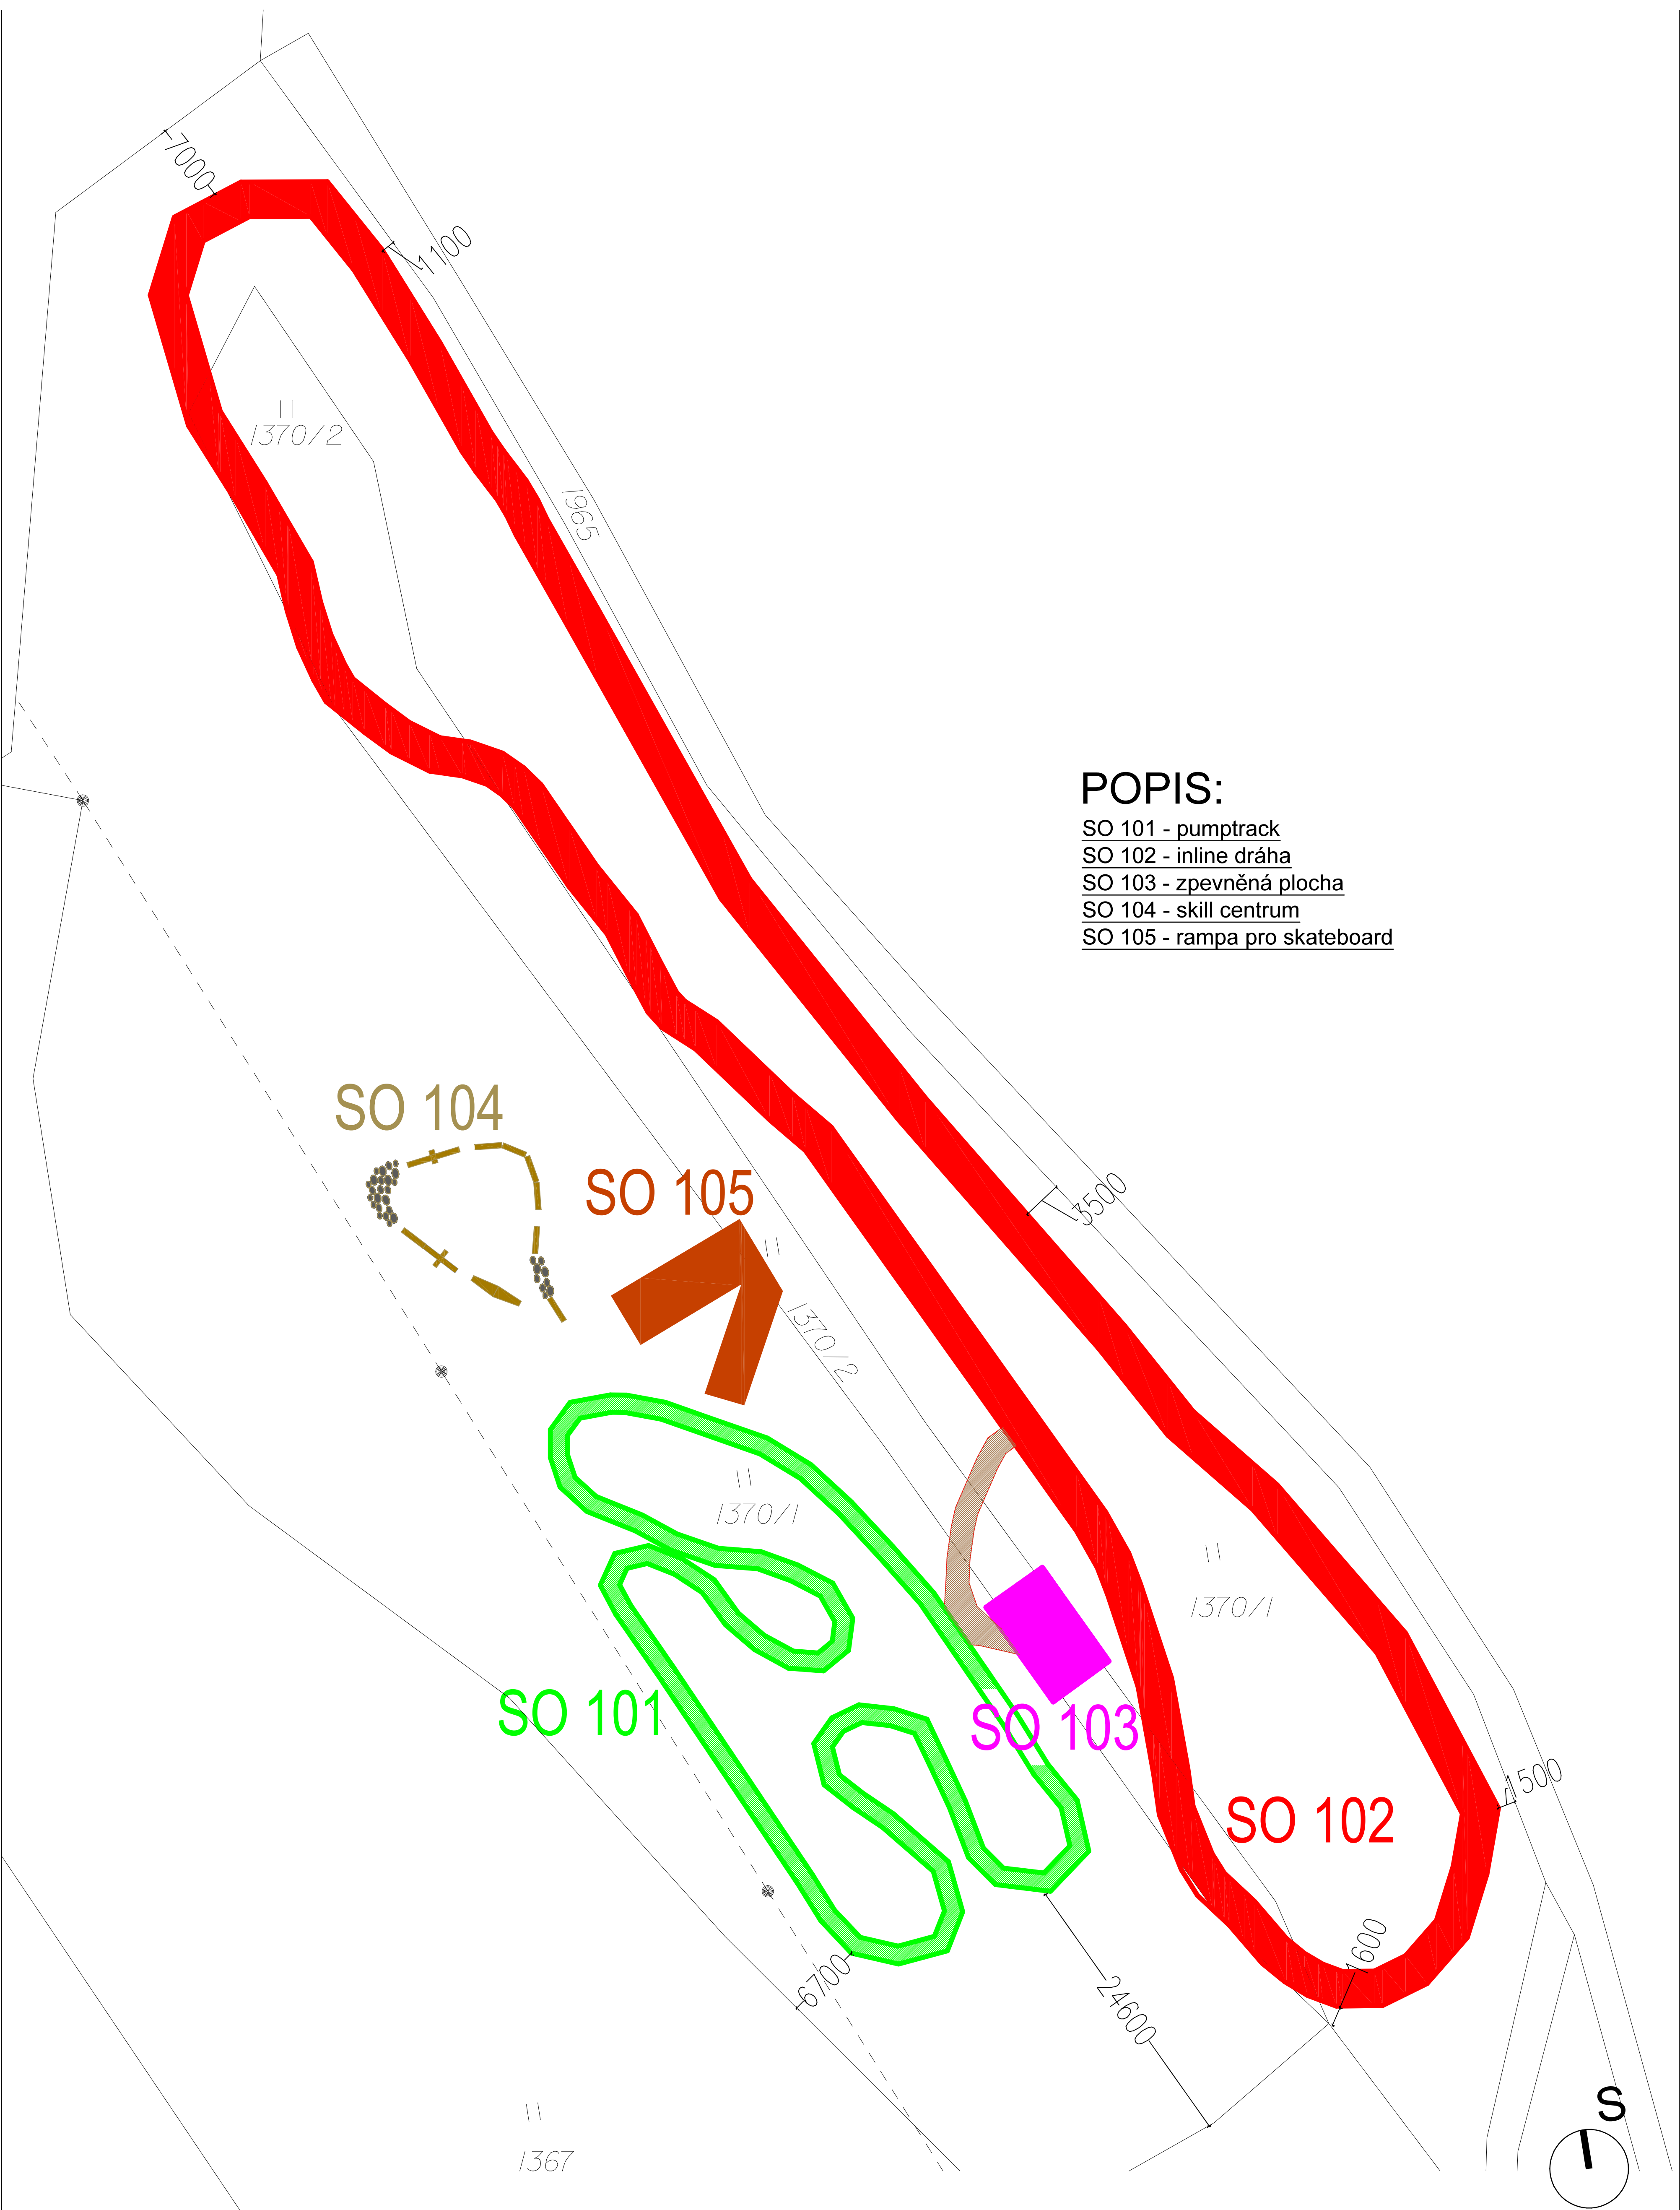 7000
1100
1370/2
1965
POPIS:
SO 101 - pumptrack
SO 102 - inline dráha
SO 103 - zpevněná plocha
SO 104 - skill centrum
SO 105 - rampa pro skateboard
SO 104
SO 105
3500
1370/2
1370/1
1370/1
SO 101
SO 103
1500
SO 102
1600
6700
24600
S
1367